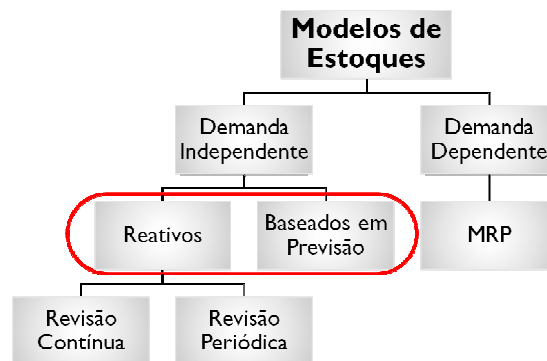 Modelos de
Estoques
Demanda
Independente
Demanda
Dependente
Reativos
Baseados em
Previsão
MRP
Revisão
Contínua
Revisão
Periódica